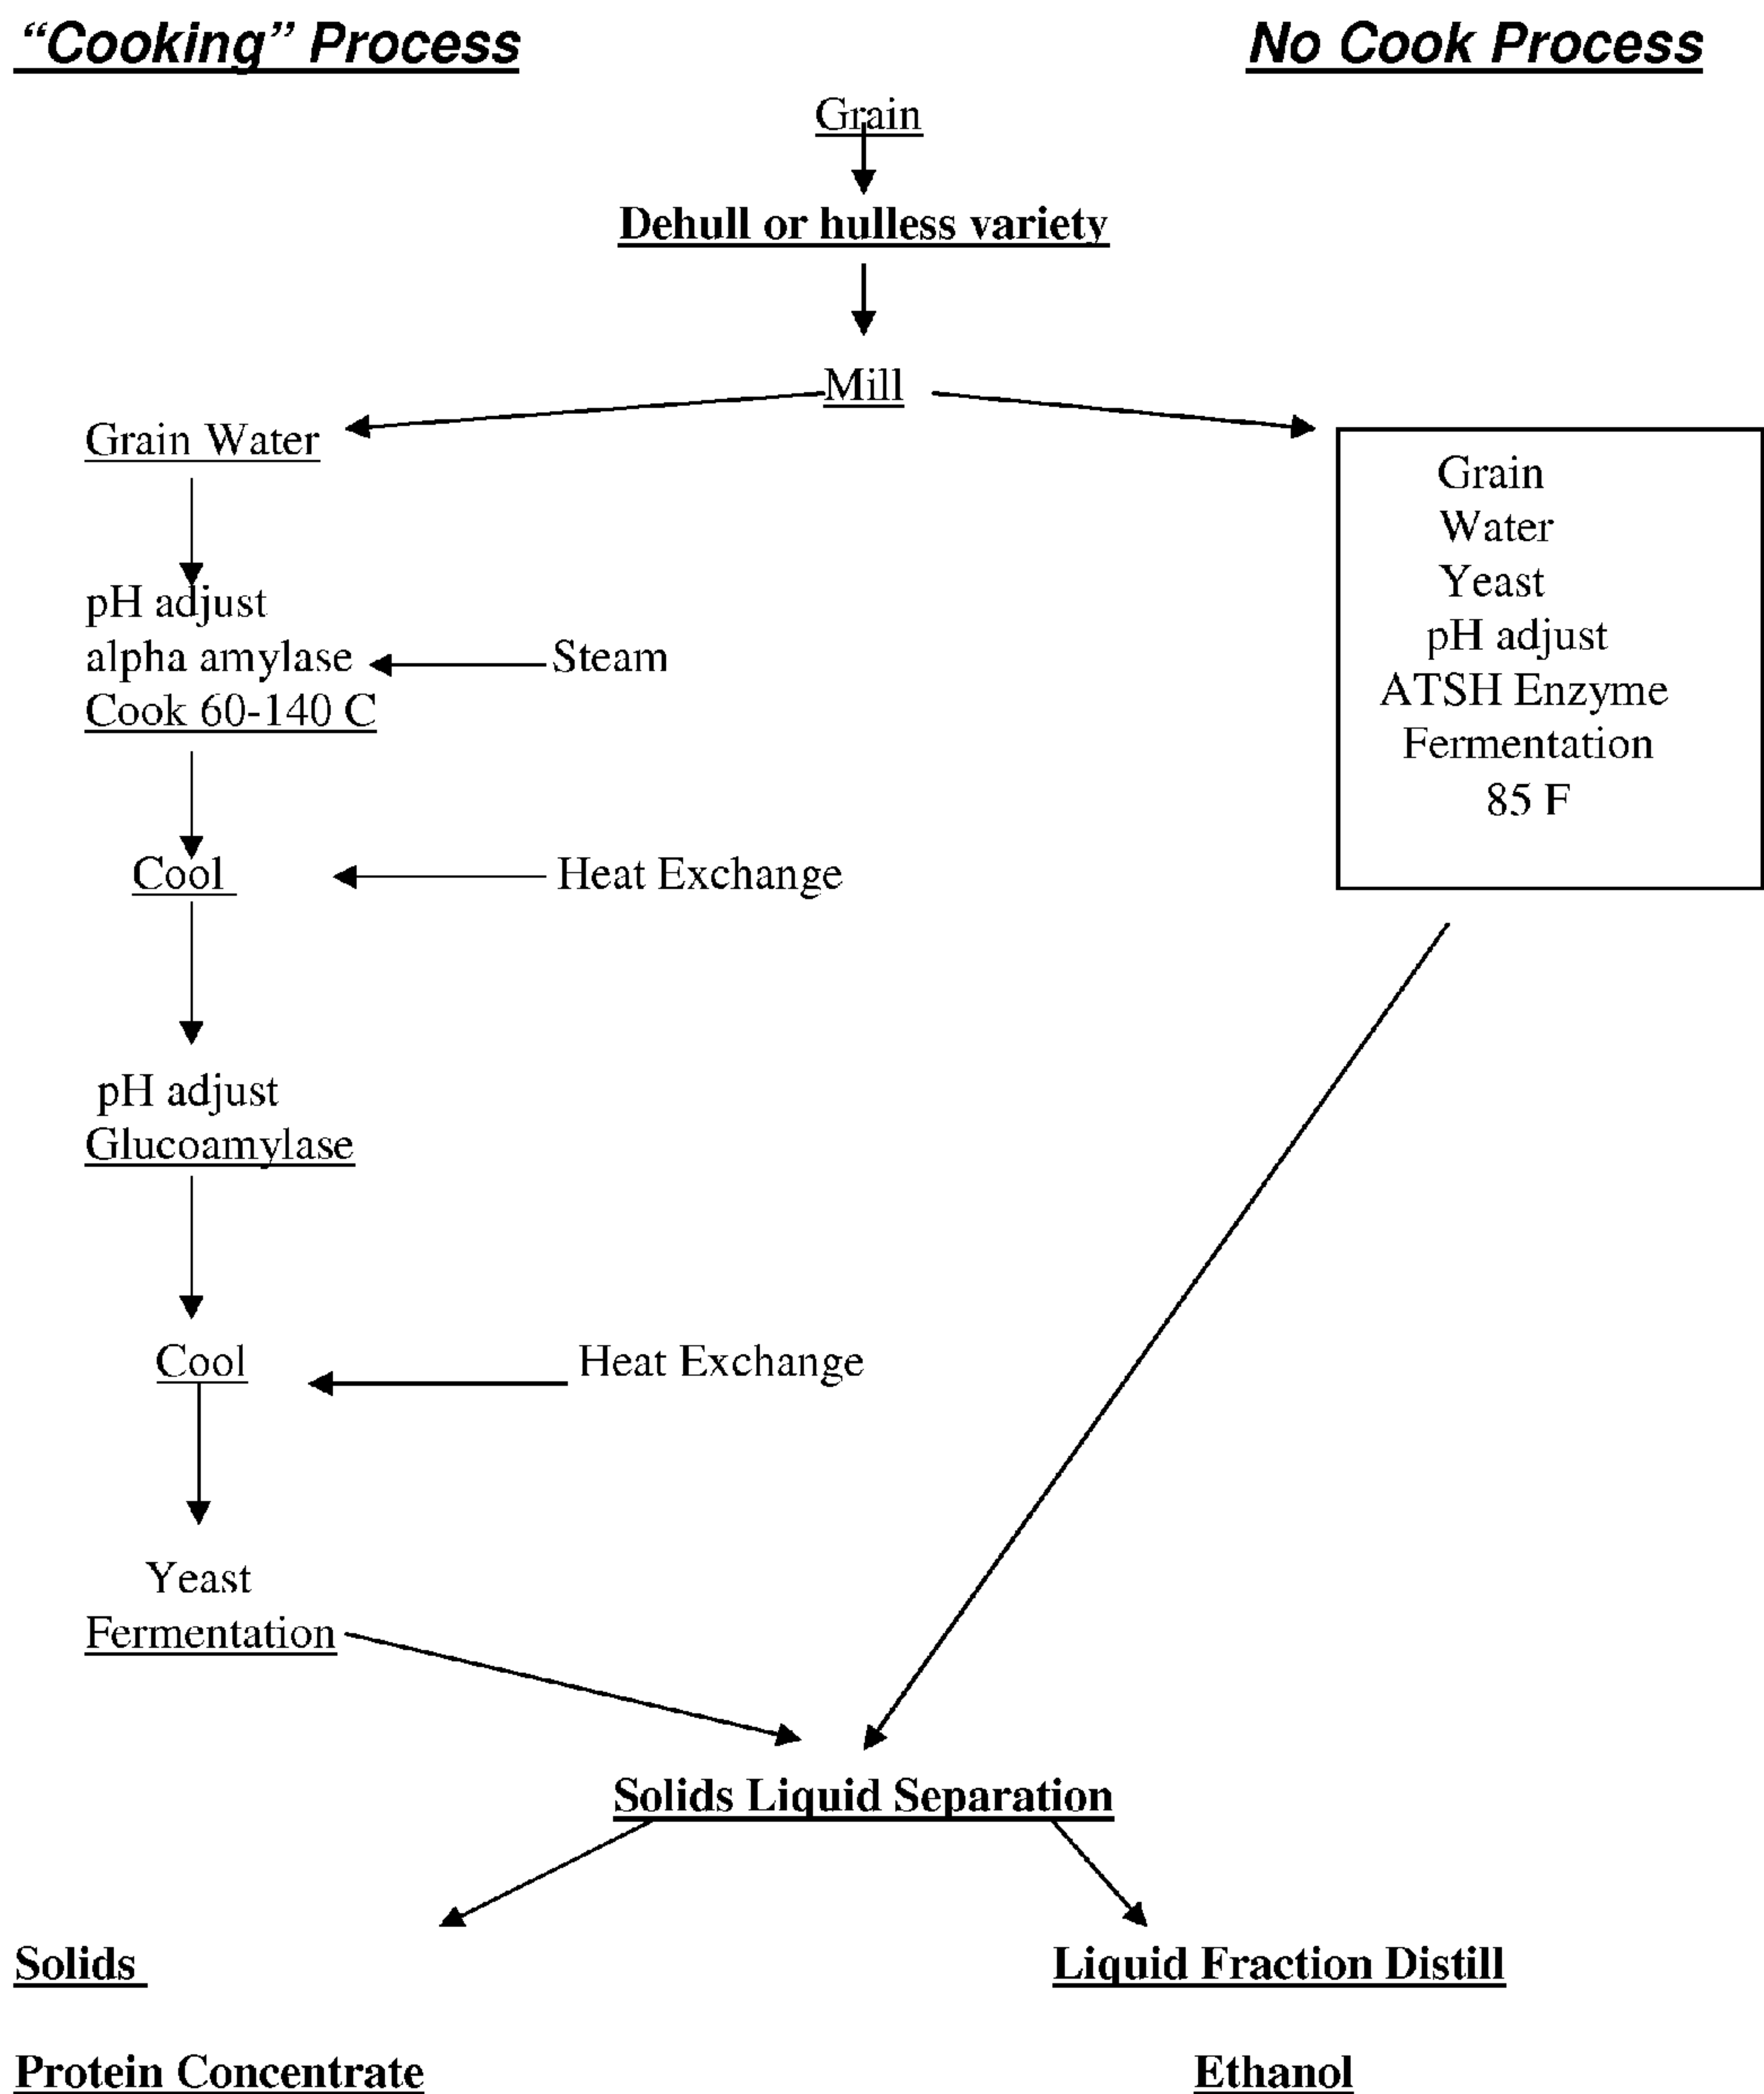 “Cooking” Process
No Cook Process
Grain
Dehull or hulless variety
Mill
Grain Water
pH adjust
alpha amylase
Cook 60-140 C
Steam
Cool
Heat Exchange
pH adjust
Glucoamylase
Cool
Heat Exchange
Yeast
Fermentation
Grain
Water
Yeast
pH adjust
ATSH Enzyme
Fermentation
85 F
Solids Liquid Separation
Solids
Liquid Fraction Distill
Protein Concentrate
Ethanol